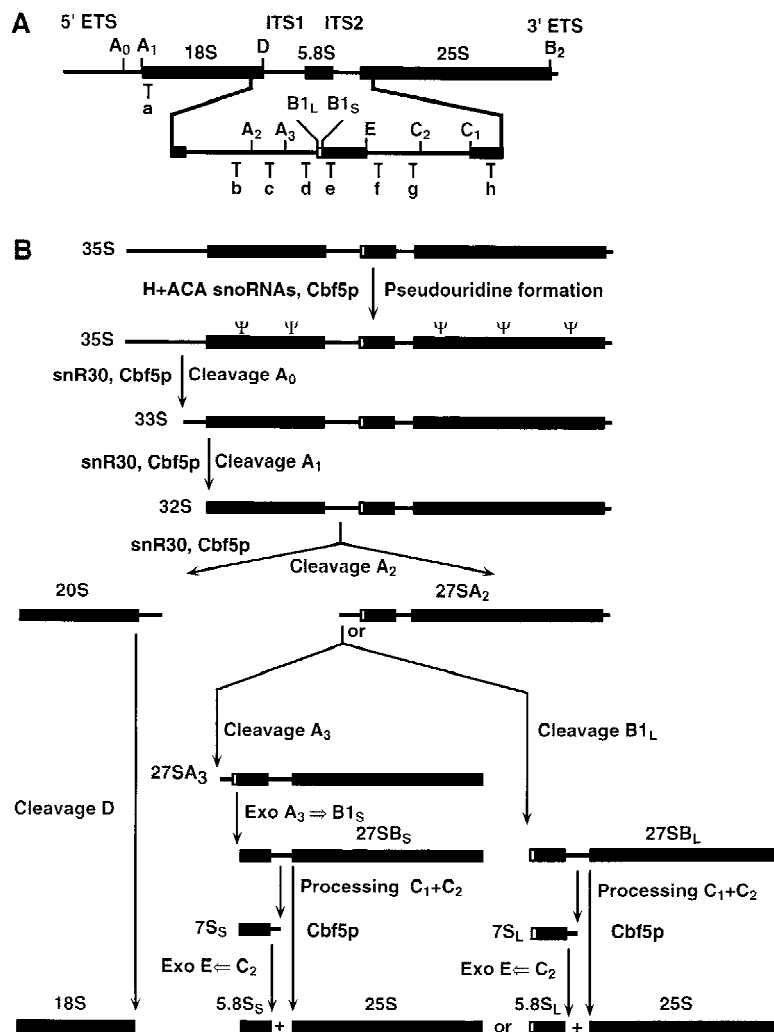 A
5' ETS
ITS1 ITS2
3' ETS
A0 A1 18S D 5.8S 25S B2
a
B1L B1S
A2 A3 E C2 C1
b c d e f g h
B
35S
H+ACA snoRNAs, Cbf5p Pseudouridine formation
Ψ Ψ Ψ Ψ Ψ
35S
snR30, Cbf5p Cleavage A0
33S
snR30, Cbf5p Cleavage A1
32S
snR30, Cbf5p
Cleavage A2
20S 27SA2
or
Cleavage A3
Cleavage B1L
27SA3
Cleavage D
Exo A3 ⇒ B1S
27SBS 27SBL
Processing C1+C2 Processing C1+C2
7SS Cbf5p 7SL Cbf5p
Exo E⇐ C2 Exo E⇐ C2
18S 5.8SS + 25S or 5.8SL + 25S